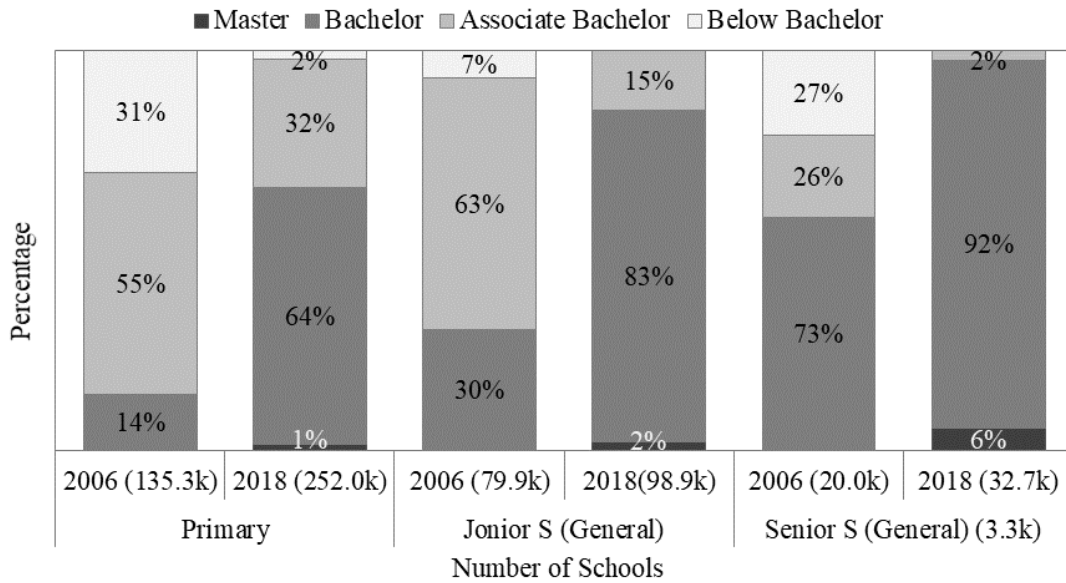 Master Bachelor Associate Bachelor Below Bachelor
2% 7% 15% 2%
31% 32% 27%
63% 26%
55% 83% 92%
64% 73%
14% 30%
1% 2% 6%
Percentage
2006 (135.3k) 2018 (252.0k) 2006 (79.9k) 2018(98.9k) 2006 (20.0k) 2018 (32.7k)
Primary Jonior S (General) Senior S (General) (3.3k)
Number of Schools